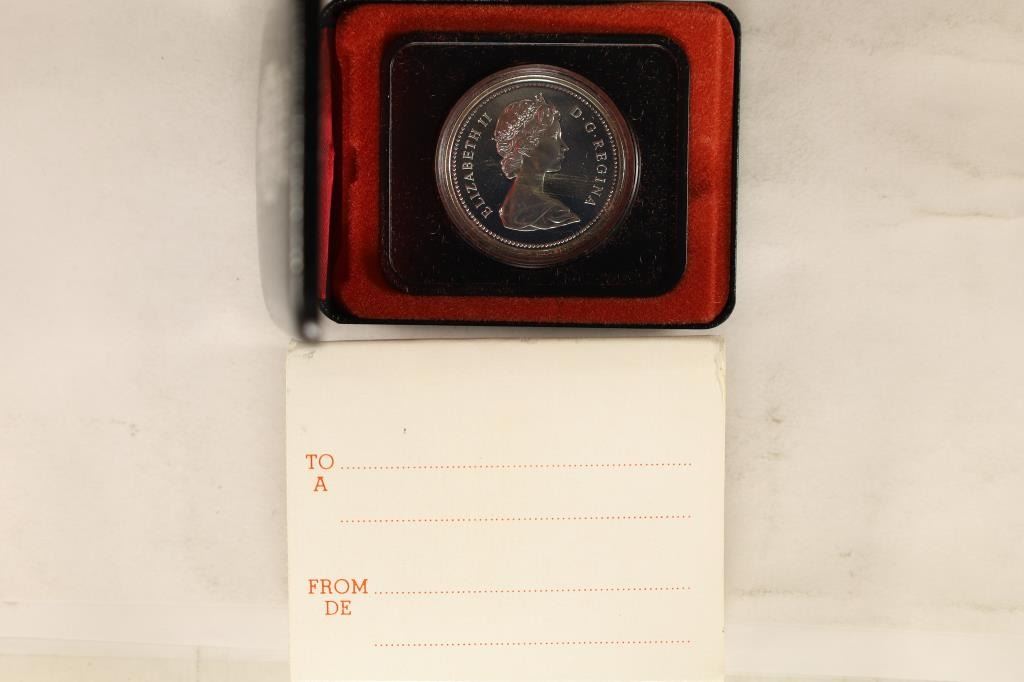 ELIZABETH II D·G·REGINA
TO
A
FROM
DE